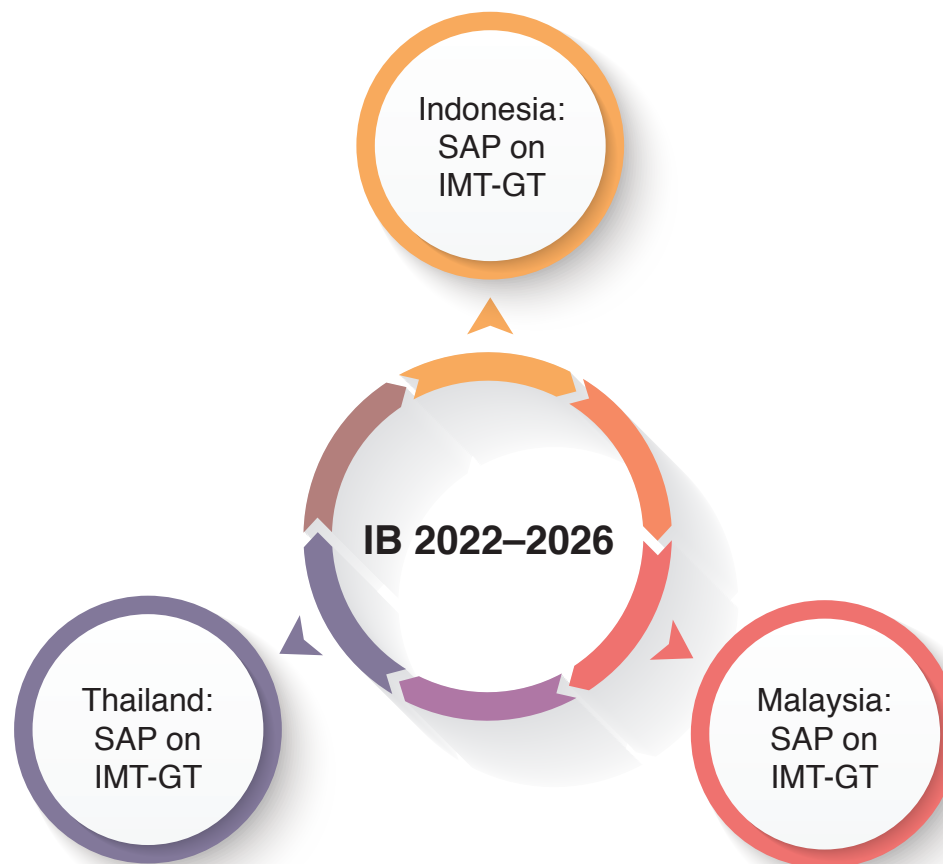 Indonesia:
SAP on
IMT-GT
IB 2022–2026
Thailand:
SAP on
IMT-GT
Malaysia:
SAP on
IMT-GT